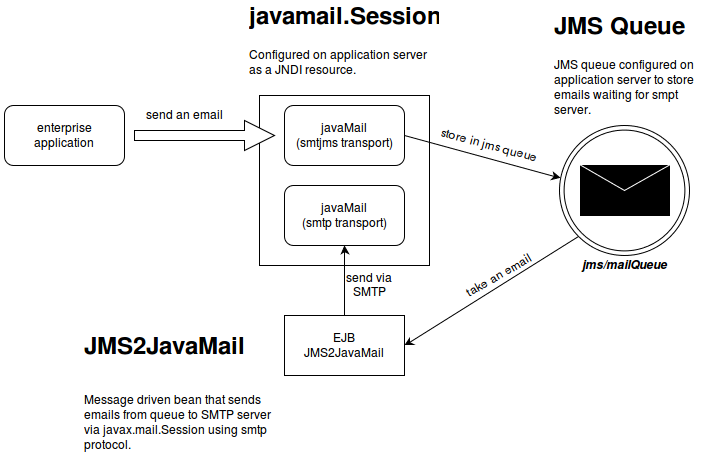 javamail.Session
Configured on application server
as a JNDI resource.
JMS Queue
JMS queue configured on
application server to store
emails waiting for smpt
server.
enterprise
application
send an email
javaMail
(smtjms transport)
store in jms queue
javaMail
(smtp transport)
jms/mailQueue
take an email
send via
SMTP
EJB
JMS2JavaMail
JMS2JavaMail
Message driven bean that sends
emails from queue to SMTP server
via javax.mail.Session using smtp
protocol.